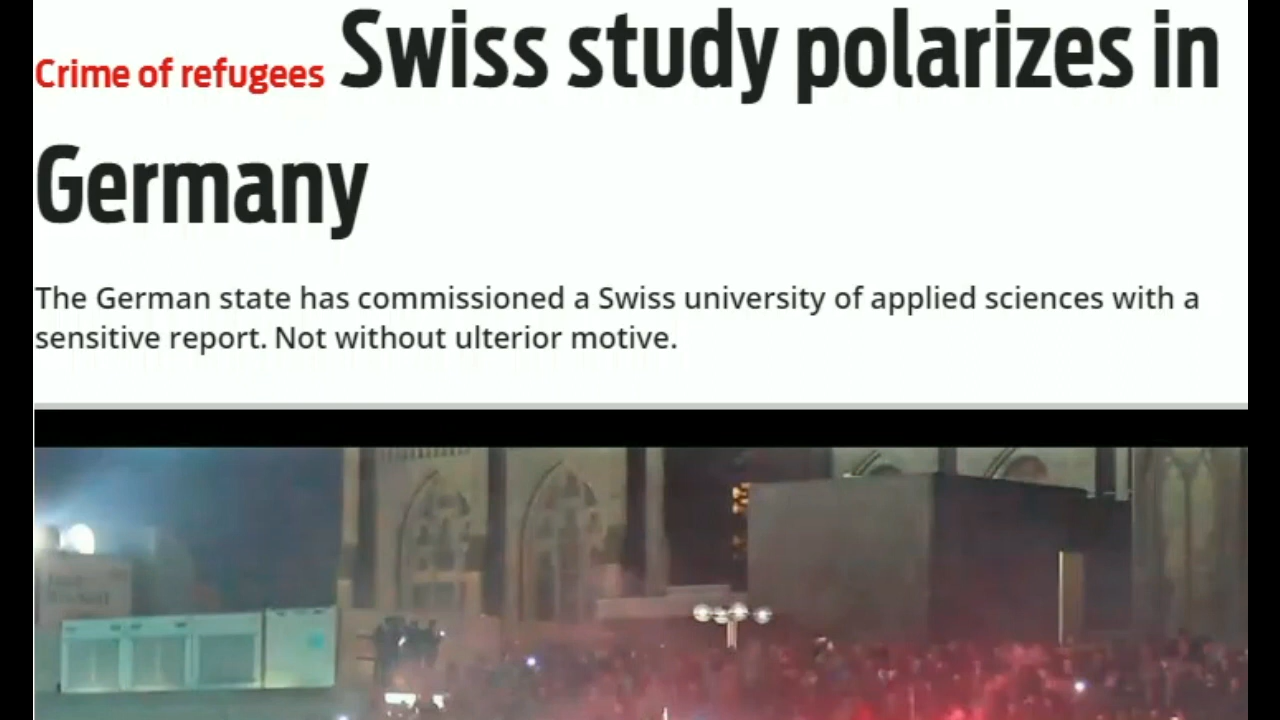 Crime of refugees Swiss study polarizes in
Germany
The German state has commissioned a Swiss university of applied sciences with a
sensitive report. Not without ulterior motive.